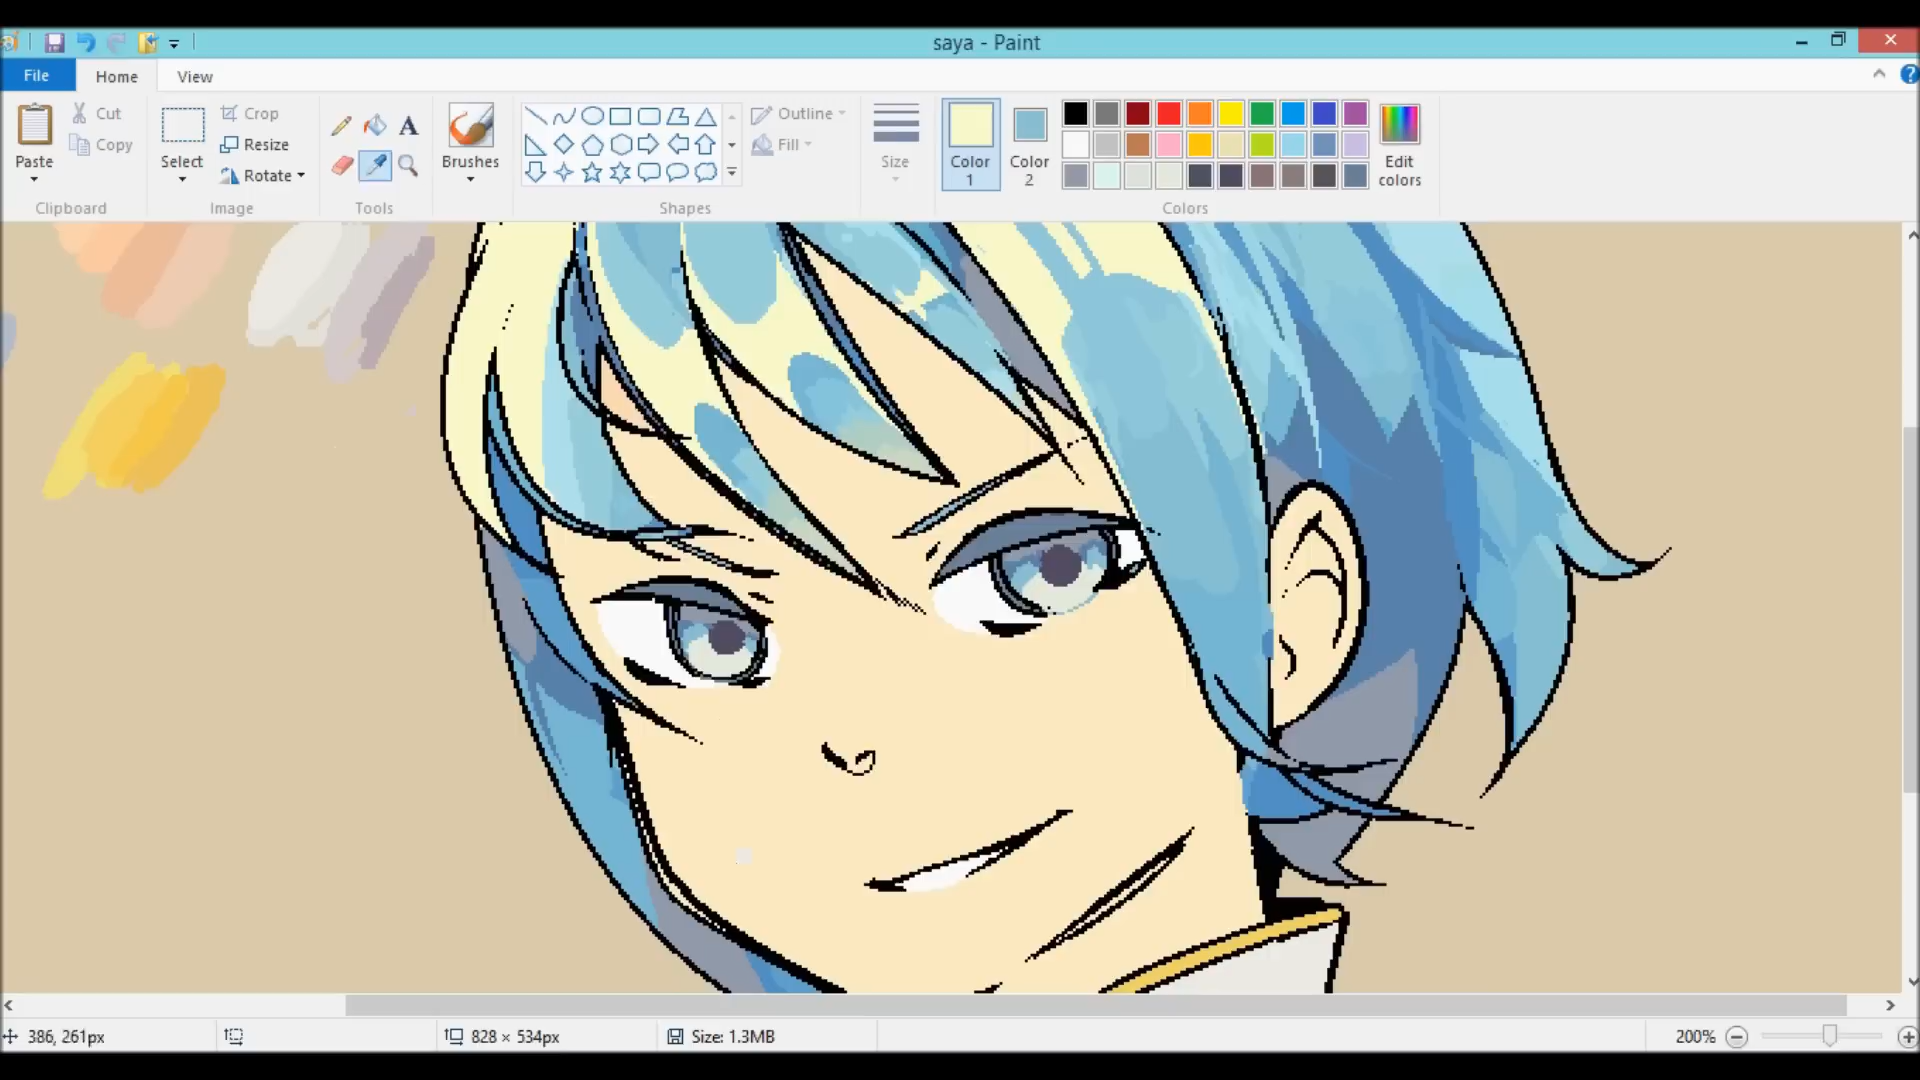 saya - Paint
File
Home
View
Paste
Cut
Copy
Clipboard
Select
Crop
Resize
Rotate
Image
A
Tools
Brushes
Shapes
Outline
Fill
Size
Color
1
Color
2
Edit
colors
Colors
386, 261px
828 × 534px
Size: 1.3MB
200%